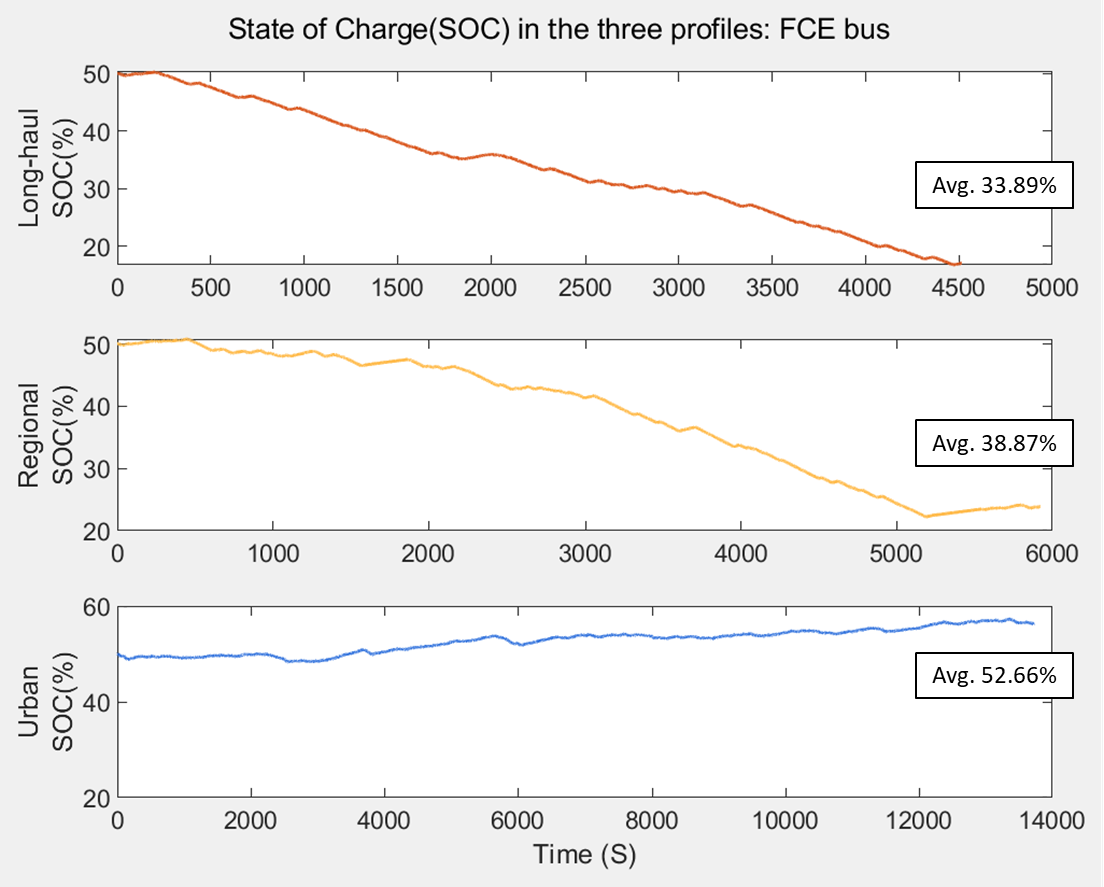 State of Charge(SOC) in the three profiles: FCE bus
Long-haul
SOC(%)
50
40
30
20
Avg. 33.89%
0 500 1000 1500 2000 2500 3000 3500 4000 4500 5000
Regional
SOC(%)
50
40
30
20
Avg. 38.87%
0 1000 2000 3000 4000 5000 6000
Urban
SOC(%)
60
40
20
Avg. 52.66%
0 2000 4000 6000 8000 10000 12000 14000
Time (S)